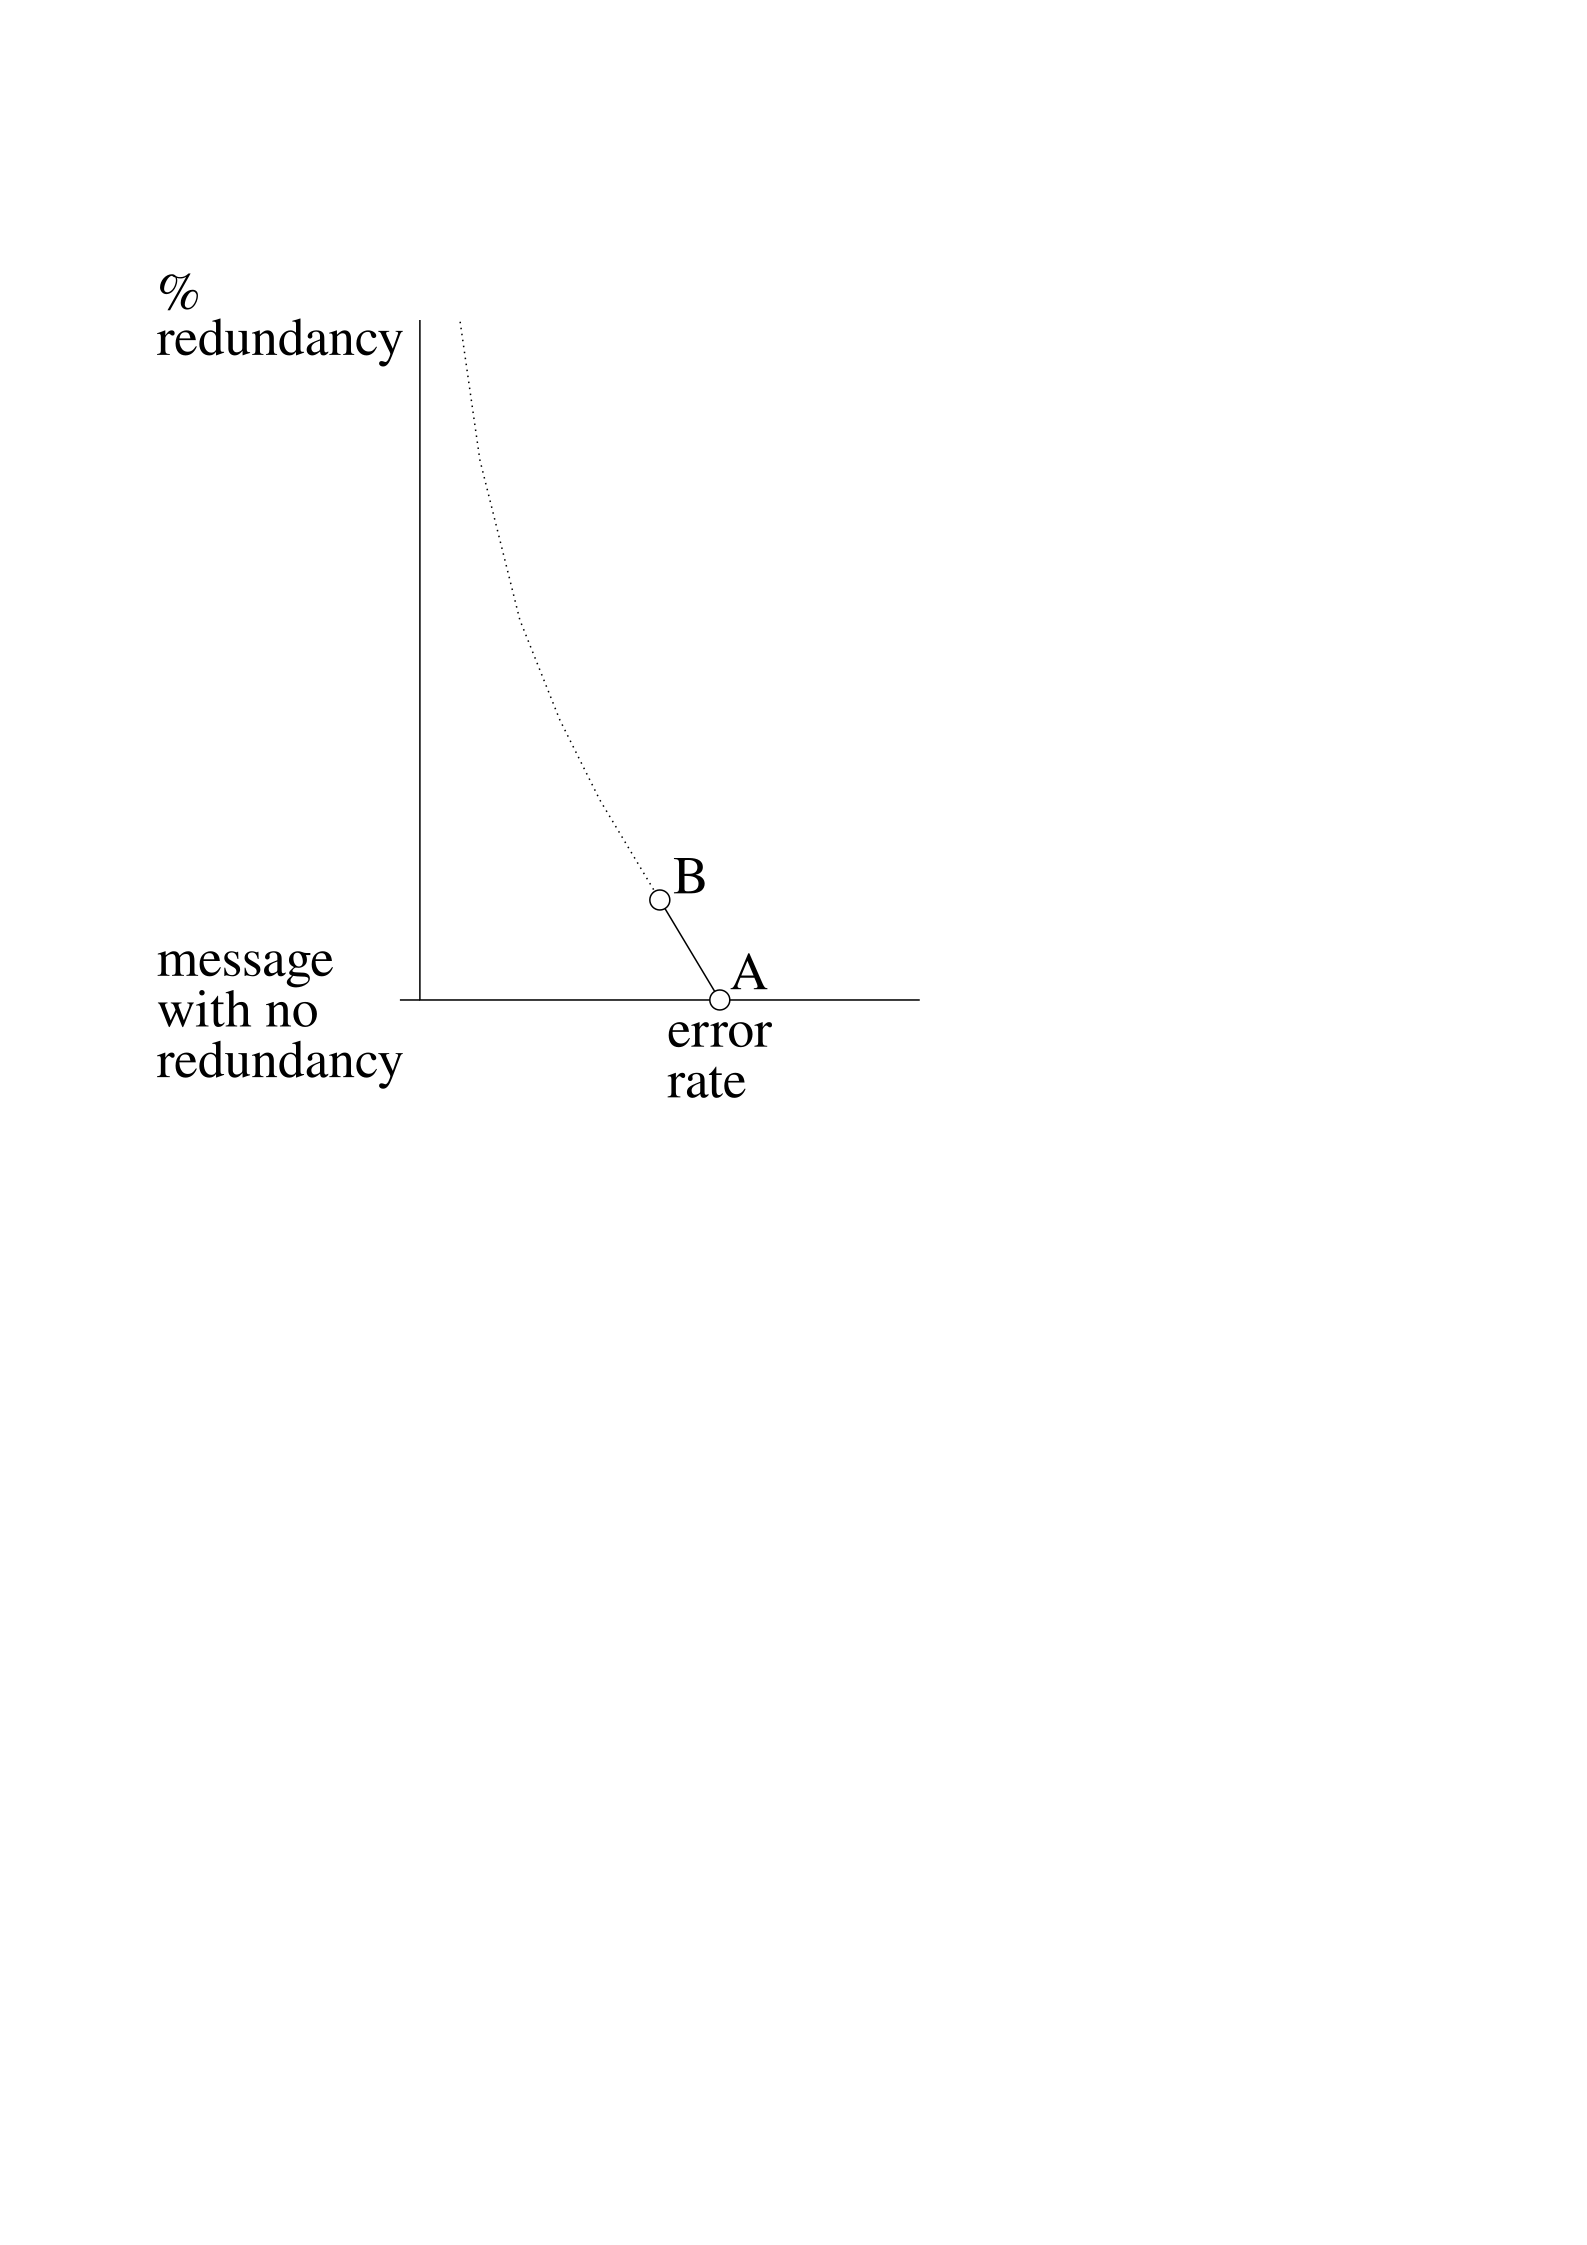 %
redundancy
B
A
message
with no
redundancy
error
rate